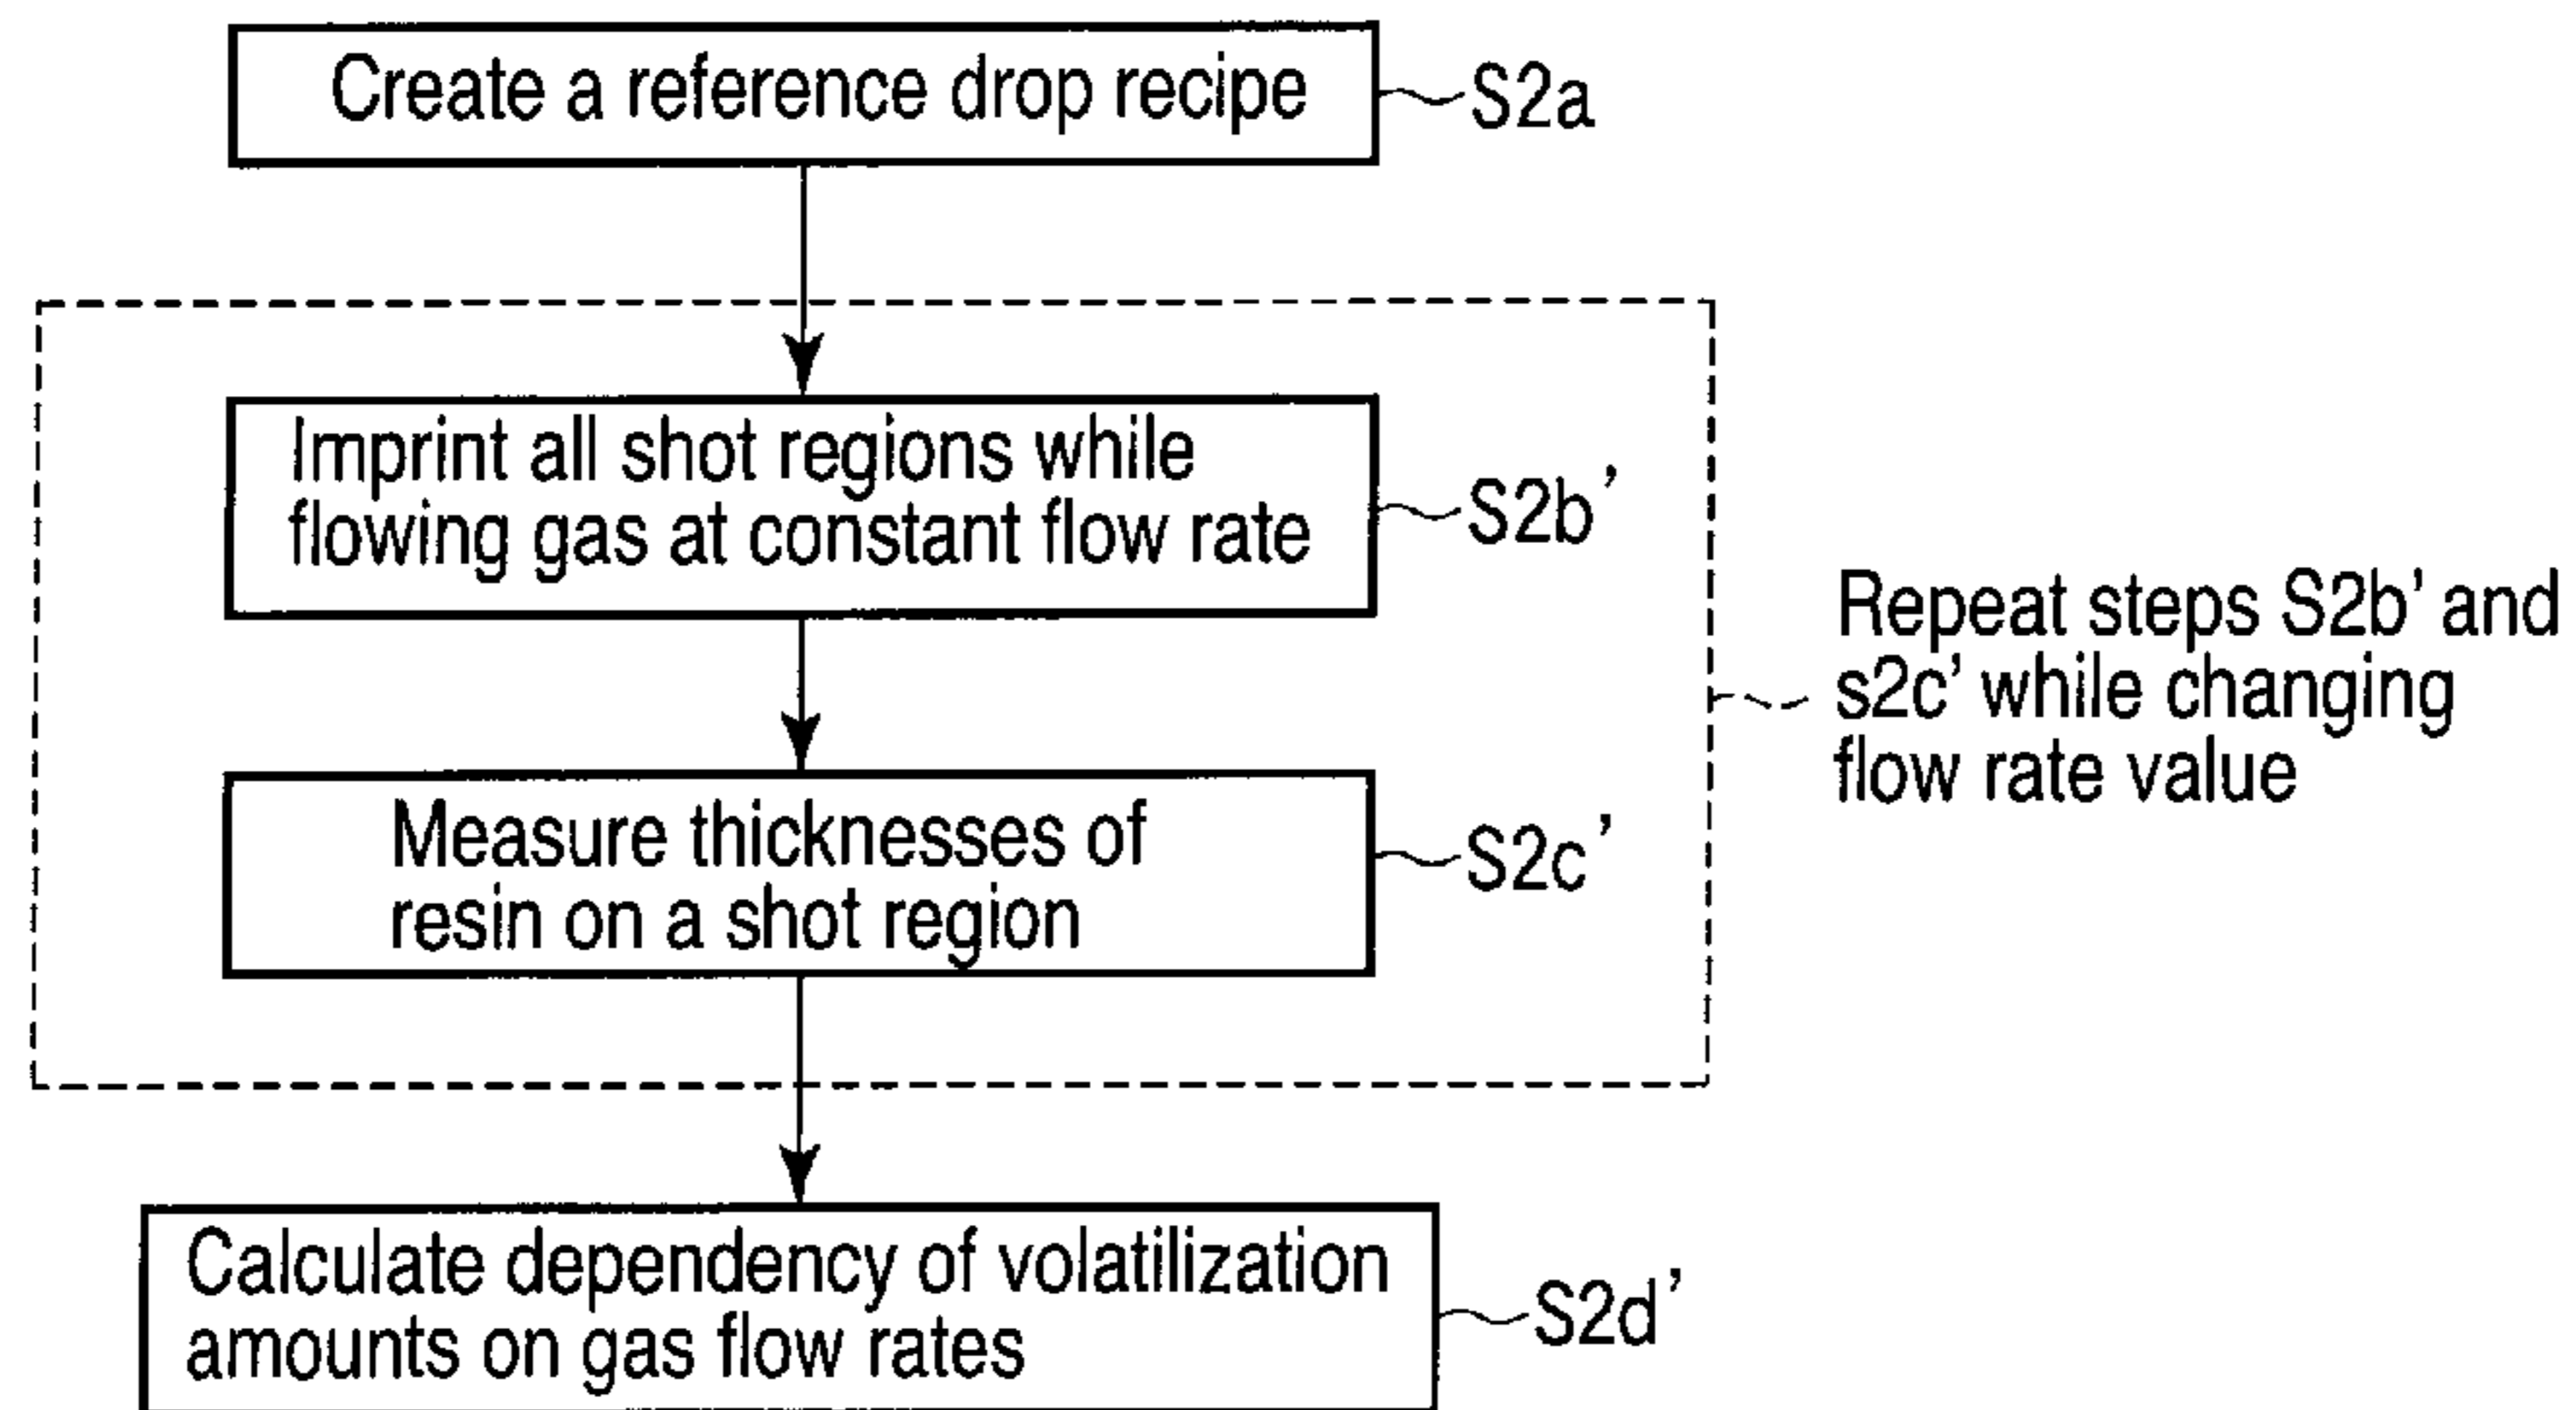 Create a reference drop recipe
S2a
Imprint all shot regions while
flowing gas at constant flow rate
S2b’
Repeat steps S2b’ and
s2c’ while changing
flow rate value
Measure thicknesses of
resin on a shot region
S2c’
Calculate dependency of volatilization
amounts on gas flow rates
S2d’